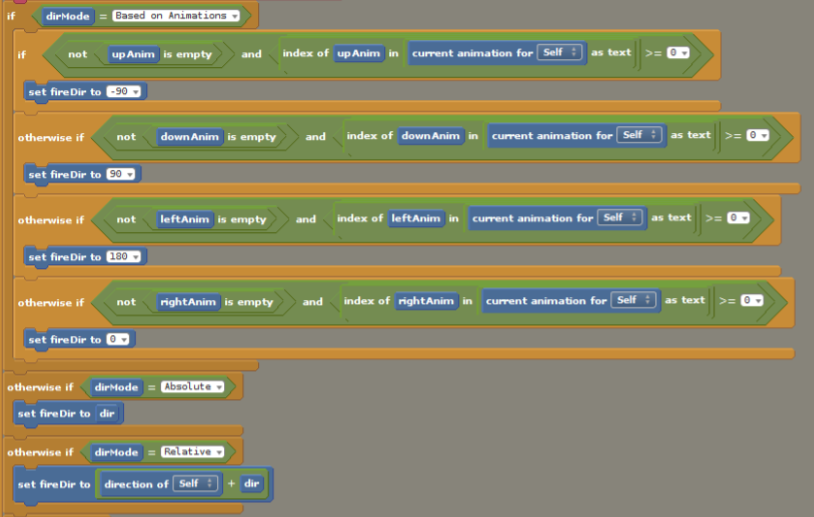 if dirMode = Based on Animations
if not upAnim is empty and index of upAnim in current animation for Self as text >= 0
set fireDir to -90
otherwise if not downAnim is empty and index of downAnim in current animation for Self as text >= 0
set fireDir to 90
otherwise if not leftAnim is empty and index of leftAnim in current animation for Self as text >= 0
set fireDir to 180
otherwise if not rightAnim is empty and index of rightAnim in current animation for Self as text >= 0
set fireDir to 0
otherwise if dirMode = Absolute
set fireDir to dir
otherwise if dirMode = Relative
set fireDir to direction of Self + dir